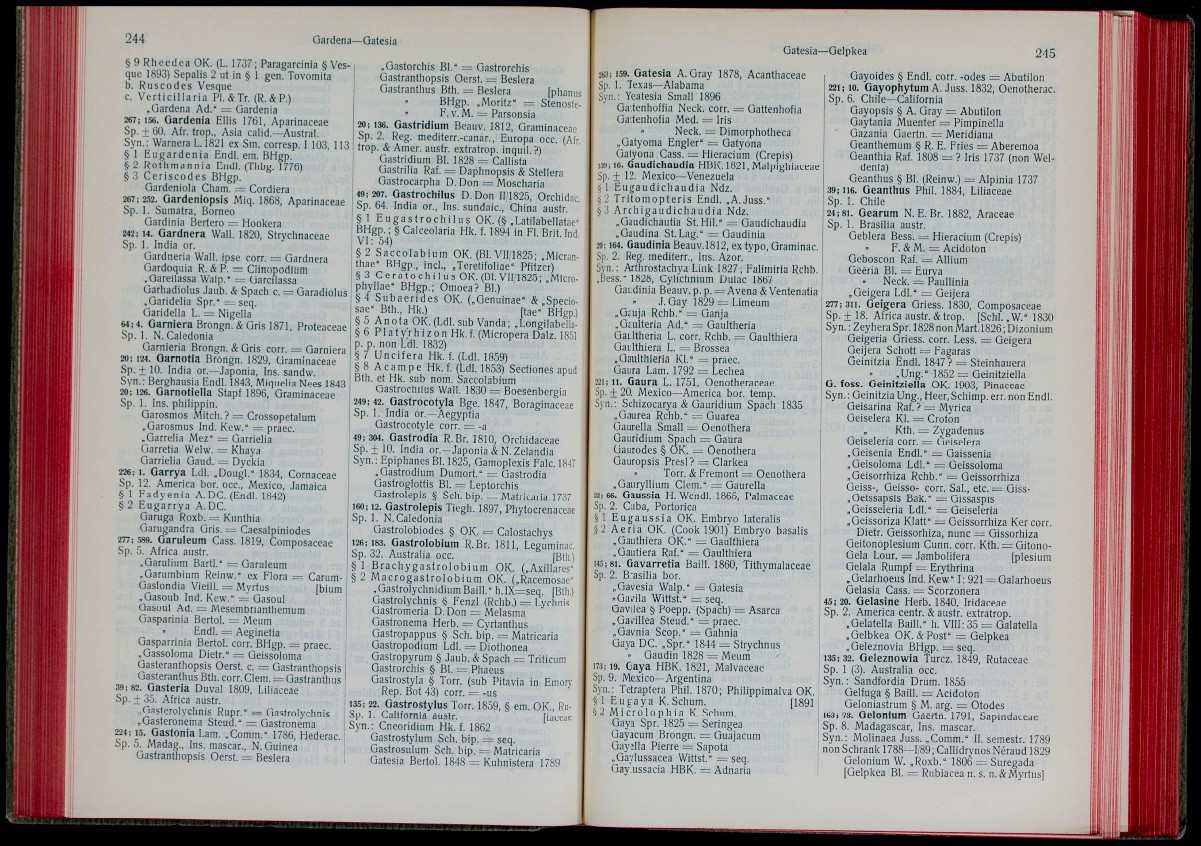 244
Gardena—Gatesia
§ 9 Rheedea OK. (L. 1737; Paragarcinia § Ves-
que 1893) Sepalis 2 ut in § 1 gen. Tovomita
b. Ruscodes Vesque
c. Verticillaria Pl. & Tr. (R. & P.)
„Gardena Ad.“ = Gardenia
267; 156. Gardenia Ellis 1761, Aparinaceae
Sp. ± 60. Afr. trop., Asia calid.—Austral.
Syn.: Warnera L. 1821 ex Sm. corresp. I 103, 113
§ 1 Eugardenia Endl. em. BHgp.
§ 2 Rothmannia Endl. (Thbg. 1776)
§ 3 Ceriscodes BHgp.
Gardeniola Cham. = Cordiera
267; 252. Gardeniopsis Miq. 1868, Aparinaceae
Sp. 1. Sumatra, Borneo
Gardinia Bertero = Hookera
242; 14. Gardnera Wall. 1820, Strychnaceae
Sp. 1. India or.
Gardneria Wall. ipse corr. = Gardnera
Gardoquia R. & P. = Clinopodium
„Gareilassa Walp.“ = Garcilassa
Garhadiolus Jaub. & Spach c. = Garadiolus
„Garidelia Spr.“ = seq.
Garidella L. = Nigella
64; 4. Garniera Brongn. & Gris 1871, Proteaceae
Sp. 1. N. Caledonia
Garnieria Brongn. & Gris corr. = Garniera
20; 124. Garnotia Brongn. 1829, Graminaceae
Sp. ± 10. India or.—Japonia, Ins. sandw.
Syn.: Berghausia Endl. 1843, Miquelia Nees 1843
20; 126. Garnotiella Stapf 1896, Graminaceae
Sp. 1. Ins. philippin.
Garosmos Mitch. ? = Crossopetalum
„Garosmus Ind. Kew.“ = praec.
„Garrelia Mez“ = Garrielia
Garretia Welw. = Khaya
Garrielia Gaud. = Dyckia
226; 1. Garrya Ldl. „Dougl.“ 1834, Cornaceae
Sp. 12. America bor. occ., Mexico, Jamaica
§ 1 Fadyenia A. DC. (Endl. 1842)
§ 2 Eugarrya A. DC.
Garuga Roxb. = Kunthia
Garugandra Gris. = Caesalpiniodes
277; 589. Garuleum Cass. 1819, Composaceae
Sp. 5. Africa austr.
„Garulium Bartl.“ = Garuleum
„Garumbium Reinw.“ ex Flora = Carum-
Gaslondia Vieill. = Myrtus [bium
„Gasoub Ind. Kew.“ = Gasoul
Gasoul Ad. = Mesembrianthemum
Gasparinia Bertol. = Meum
„ Endl. = Aeginetia
Gasparrinia Bertol. corr. BHgp. = praec.
„Gassoloma Dietr.“ = Geissoloma
Gasteranthopsis Oerst. c. = Gastranthopsis
Gasteranthus Bth. corr. Clem. = Gastranthus
39; 82. Gasteria Duval 1809, Liliaceae
Sp. ± 35. Africa austr.
„Gasterolychnis Rupr.“ = Gastrolychnis
„Gasteronema Steud.“ = Gastronema
224; 15. Gastonia Lam. „Comm.“ 1786, Hederac.
Sp. 5. Madag., Ins. mascar., N. Guinea
Gastranthopsis Oerst. = Beslera
„Gastorchis Bl.“ = Gastrorchis
Gastranthopsis Oerst. = Beslera
Gastranthus Bth. = Beslera [phanus
„ BHgp. „Moritz“ = Stenoste-
„ F. v. M. = Parsonsia
20; 136. Gastridium Beauv. 1812, Graminaceae
Sp. 2. Reg. mediterr.-canar., Europa occ. (Afr.
trop. & Amer. austr. extratrop. inquil. ?)
Gastridium Bl. 1828 = Callista
Gastrilia Raf. = Daphnopsis & Stellera
Gastrocarpha D. Don = Moscharia
49; 207. Gastrochilus D. Don II/1825, Orchidac.
Sp. 64. India or., Ins. sundaic., China austr.
§ 1 Eugastrochilus OK. (§ „Latilabellatae“
BHgp.; § Calceolaria Hk. f. 1894 in Fl. Brit. Ind.
VI: 54)
§ 2 Saccolabium OK. (Bl. VII/1825; „Micran-
thae“ BHgp., incl., „Teretifoliae“ Pfitzer)
§ 3 Ceratochilus OK. (Bl. VII/1825; „Micro-
phyllae“ BHgp.; Omoea? Bl.)
§ 4 Subaerides OK. („Genuinae“ & „Specio-
sae“ Bth., Hk.) [tae“ BHgp.)
§ 5 Anota OK. (Ldl. sub Vanda; „Longilabella-
§ 6 Platyrhizon Hk. f. (Micropera Dalz. 1851
p. p. non Ldl. 1832)
§ 7 Uncifera Hk. f. (Ldl. 1859)
§ 8 Acampe Hk. f. (Ldl. 1853) Sectiones apud
Bth. et Hk. sub nom. Saccolabium
Gastrochilus Wall. 1830 = Boesenbergia
249; 42. Gastrocotyla Bge. 1847, Boraginaceae
Sp. 1. India or.—Aegyptia
Gastrocotyle corr. = -a
49; 304. Gastrodia R. Br. 1810, Orchidaceae
Sp. ± 10. India or.—Japonia & N. Zelandia
Syn.: Epiphanes Bl. 1825, Gamoplexis Falc. 1847
„Gastrodium Dumort.“ = Gastrodia
Gastroglottis Bl. = Leptorchis
Gastrolepis § Sch. bip. = Matricaria 1737
160; 12. Gastrolepis Tiegh. 1897, Phytocrenaceae
Sp. 1. N. Caledonia
Gastrolobiodes § OK. = Calostachys
126; 183. Gastrolobium R. Br. 1811, Leguminac.
Sp. 32. Australia occ. [Bth.)
§ 1 Brachygastrolobium OK. („Axillares“
§ 2 Macrogastrolobium OK. („Racemosae“
„Gastrolychnidium Baill.“ h. IX = seq. [Bth.)
Gastrolychnis § Fenzl (Rchb.) = Lychnis
Gastromeria D. Don = Melasma
Gastronema Herb. = Cyrtanthus
Gastropappus § Sch. bip. = Matricaria
Gastropodium Ldl. = Diothonea
Gastropyrum § Jaub. & Spach = Triticum
Gastrorchis § Bl. = Phaeus
Gastrostyla § Torr. (sub Pitavia in Emory
Rep. Bot 43) corr. = -us
135; 22. Gastrostylus Torr. 1859, § em. OK., Ru-
Sp. 1. California austr. [taceae
Syn.: Cneoridium Hk. f. 1862
Gastrostylum Sch. bip. = seq.
Gastrosulum Sch. bip. = Matricaria
Gatesia Bertol. 1848 = Kuhnistera 1789
Gatesia—Gelpkea
245
263; 159. Gatesia A. Gray 1878, Acanthaceae
Sp. 1. Texas—Alabama
Syn.: Yeatesia Small 1896
Gattenhoffia Neck. corr. = Gattenhofia
Gattenhofia Med. = Iris
„ Neck. = Dimorphotheca
„Gatyoma Engler“ = Gatyona
Gatyona Cass. = Hieracium (Crepis)
139; 16. Gaudichaudia HBK. 1821, Malpighiaceae
Sp. ± 12. Mexico—Venezuela
§ 1 Eugaudichaudia Ndz.
§ 2 Tritomopteris Endl. „A. Juss.“
§ 3 Archigaudichaudia Ndz.
„Gaudichautia St. Hil.“ = Gaudichaudia
„Gaudina St. Lag.“ = Gaudinia
20; 164. Gaudinia Beauv. 1812, ex typo, Graminac.
Sp. 2. Reg. mediterr., Ins. Azor.
Syn.: Arthrostachya Link 1827; Falimiria Rchb.
„Bess.“ 1828, Cylichnium Dulac 1867
Gaudinia Beauv. p. p. = Avena & Ventenatia
„ J. Gay 1829 = Limeum
„Gauja Rchb.“ = Ganja
„Gaulteria Ad.“ = Gaultheria
Gaultheria L. corr. Rchb. = Gaulthiera
Gaulthiera L. = Brossea
„Gaulthieria Kl.“ = praec.
Gaura Lam. 1792 = Lechea
221; 11. Gaura L. 1751, Oenotheraceae
Sp. ± 20. Mexico—America bor. temp.
Syn.: Schizocarya & Gauridium Spach 1835
„Gaurea Rchb.“ = Guarea
Gaurella Small = Oenothera
Gauridium Spach = Gaura
Gaurodes § OK. = Oenothera
Gauropsis Presl? = Clarkea
„ Torr. & Fremont = Oenothera
„Gauryllium Clem.“ = Gaurella
22; 66. Gaussia H. Wendl. 1865, Palmaceae
Sp. 2. Cuba, Portorica
§ 1 Eugaussia OK. Embryo lateralis
§ 2 Aeria OK. (Cook 1901) Embryo basalis
„Gauthiera OK.“ = Gaulthiera
„Gautiera Raf.“ = Gaulthiera
145; 81. Gavarretia Baill. 1860, Tithymalaceae
Sp. 2. Brasilia bor.
„Gavesia Walp.“ = Gatesia
„Gavila Wittst.“ = seq.
Gavilea § Poepp. (Spach) = Asarca
„Gavillea Steud.“ = praec.
„Gavnia Scop.“ = Gahnia
Gaya DC. „Spr.“ 1844 = Strychnus
„ Gaudin 1828 = Meum
173; 19. Gaya HBK. 1821, Malvaceae
Sp. 9. Mexico—Argentina
Syn.: Tetraptera Phil. 1870; Philippimalva OK.
§ 1 Eugaya K. Schum. [1891
§ 2 Microlophia K. Schum.
Gaya Spr. 1825 = Seringea
Gayacum Brongn. = Guajacum
Gayella Pierre = Sapota
„Gaylussacea Wittst.“ = seq.
Gaylussacia HBK. = Adnaria
Gayoides § Endl. corr. -odes = Abutilon
221; 10. Gayophytum A. Juss. 1832, Oenotherac.
Sp. 6. Chile—California
Gayopsis § A. Gray = Abutilon
Gaytania Muenter = Pimpinella
Gazania Gaertn. = Meridiana
Geanthemum § R. E. Fries = Aberemoa
Geanthia Raf. 1808 = ? Iris 1737 (non Wel-
denta)
Geanthus § Bl. (Reinw.) = Alpinia 1737
39; 116. Geanthus Phil. 1884, Liliaceae
Sp. 1. Chile
24; 81. Gearum N. E. Br. 1882, Araceae
Sp. 1. Brasilia austr.
Geblera Bess. = Hieracium (Crepis)
„ F. & M. = Acidoton
Geboscon Raf. = Allium
Geeria Bl. = Eurya
„ Neck. = Paullinia
„Geigera Ldl.“ = Geijera
277; 311. Geigera Griess. 1830, Composaceae
Sp. ± 18. Africa austr. & trop. [Schl. „W.“ 1830
Syn.: Zeyhera Spr. 1828 non Mart. 1826; Dizonium
Geigeria Griess. corr. Less. = Geigera
Geijera Schott = Fagaras
Geinitzia Endl. 1847? = Steinhauera
„ „Ung.“ 1852 = Geinitziella
G. foss. Geinitziella OK. 1903, Pinaceae
Syn.: Geinitzia Ung., Heer, Schimp. err. non Endl.
Geisarina Raf. ? = Myrica
Geiselera Kl. = Croton
„ Kth. = Zygadenus
Geiseleria corr. = Geiselera
„Geisenia Endl.“ = Gaissenia
„Geisoloma Ldl.“ = Geissoloma
„Geisorrhiza Rchb.“ = Geissorrhiza
Geiss-, Geisso- corr. Sal., etc. = Giss-
„Geissapsis Bak.“ = Gissaspis
„Geisseleria Ldl.“ = Geiseleria
„Geissoriza Klatt“ = Geissorrhiza Ker corr.
Dietr. Geissorhiza, nunc = Gissorhiza
Geitonoplesium Cunn. corr. Kth. = Gitono-
Gela Lour. = Jambolifera [plesium
Gelala Rumpf = Erythrina
„Gelarhoeus Ind. Kew“ I: 921 = Galarhoeus
Gelasia Cass. = Scorzonera
45; 20. Gelasine Herb. 1840, Iridaceae
Sp. 2. America centr. & austr. extratrop.
„Gelatella Baill.“ h. VIII: 35 = Galatella
„Gelbkea OK. & Post“ = Gelpkea
„Geleznovia BHgp. = seq.
135; 32. Geleznowia Turcz. 1849, Rutaceae
Sp. 1 (3). Australia occ.
Syn.: Sandfordia Drum. 1855
Gelfuga § Baill. = Acidoton
Geloniastrum § M. arg. = Otodes
163; 73. Gelonium Gaertn. 1791, Sapindaceae
Sp. 8. Madagascar, Ins. mascar.
Syn.: Molinaea Juss. „Comm.“ II. semestr. 1789
non Schrank 1788—1/89; Callidrynos Néraud 1829
Gelonium W. „Roxb.“ 1806 = Suregada
[Gelpkea Bl. = Rubiacea n. s. n. & Myrtus]